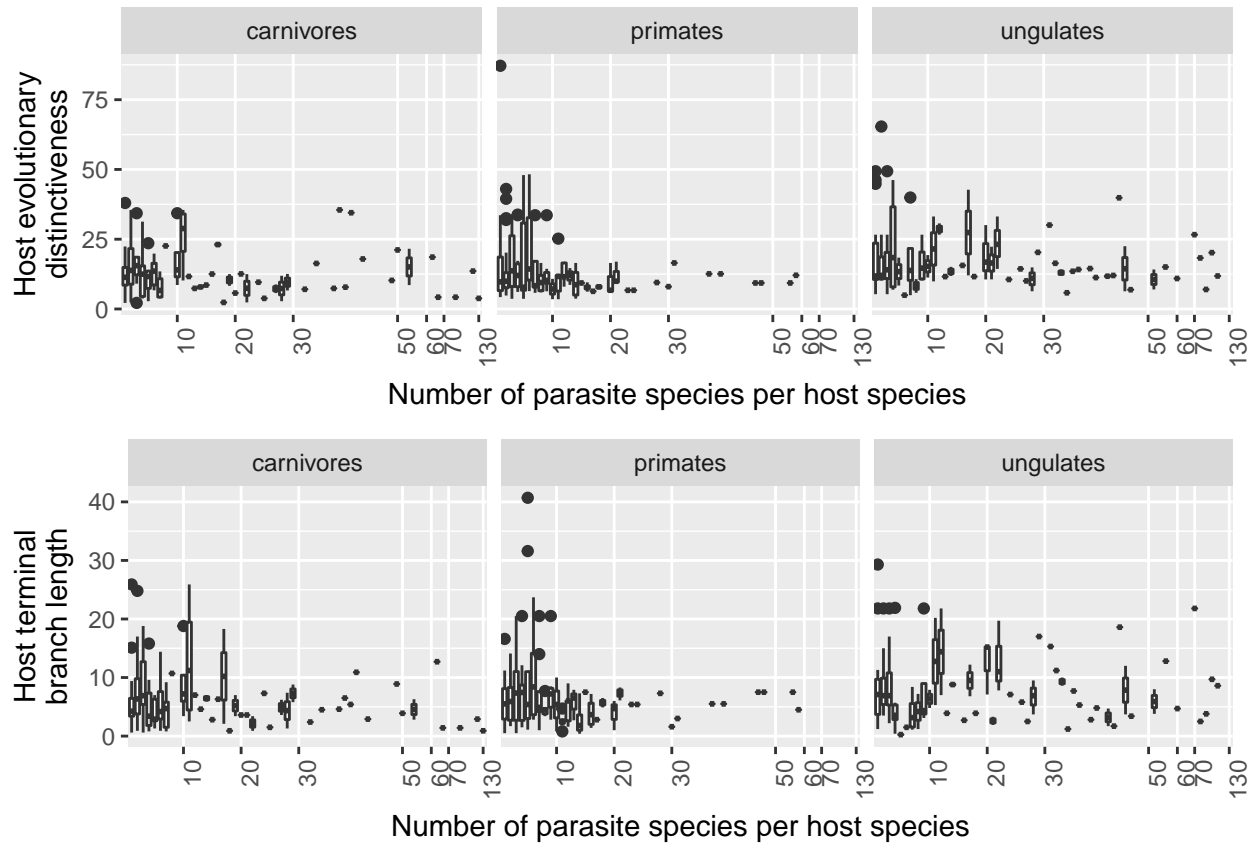 carnivores primates ungulates
Host evolutionary
distinctiveness
75
50
25
0
10 20 30 50 60 70 130 10 20 30 50 60 70 130 10 20 30 50 60 70 130
Number of parasite species per host species
carnivores primates ungulates
Host terminal
branch length
40
30
20
10
0
10 20 30 50 60 70 130 10 20 30 50 60 70 130 10 20 30 50 60 70 130
Number of parasite species per host species